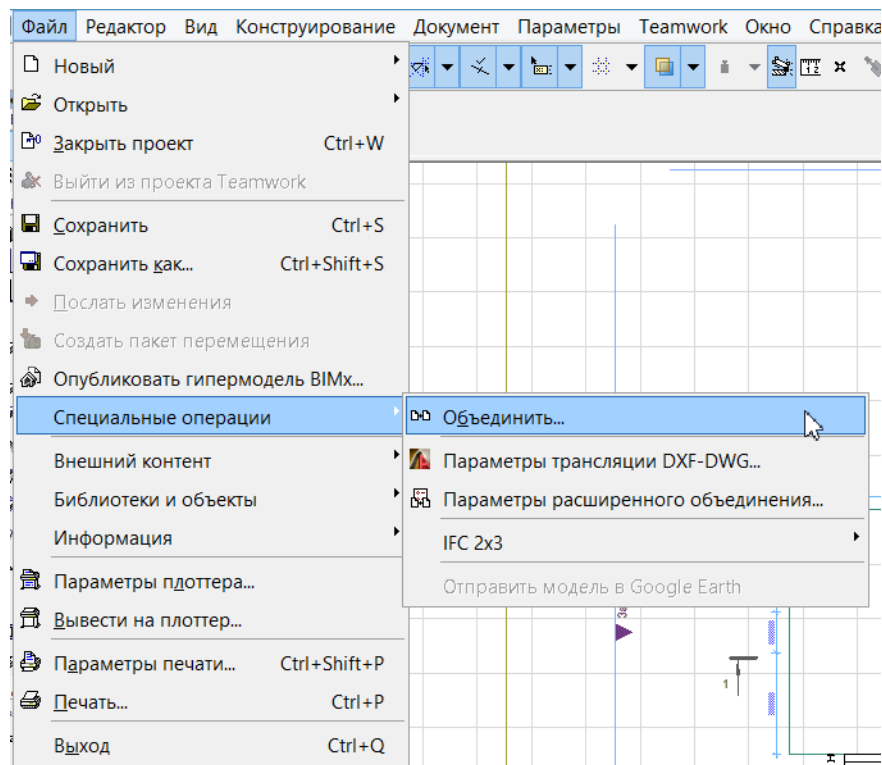 Файл Редактор Вид Конструирование Документ Параметры Teamwork Окно Справка
Новый
Открыть
Закрыть проект Ctrl+W
Выйти из проекта Teamwork
Сохранить Ctrl+S
Сохранить как... Ctrl+Shift+S
Послать изменения
Создать пакет перемещения
Опубликовать гипермодель BIMx...
Специальные операции
Объединить...
Внешний контент
Параметры трансляции DXF-DWG...
Библиотеки и объекты
Параметры расширенного объединения...
Информация
IFC 2x3
Параметры плоттера...
Отправить модель в Google Earth
Вывести на плоттер...
Параметры печати... Ctrl+Shift+P
1
Печать... Ctrl+P
Выход Ctrl+Q